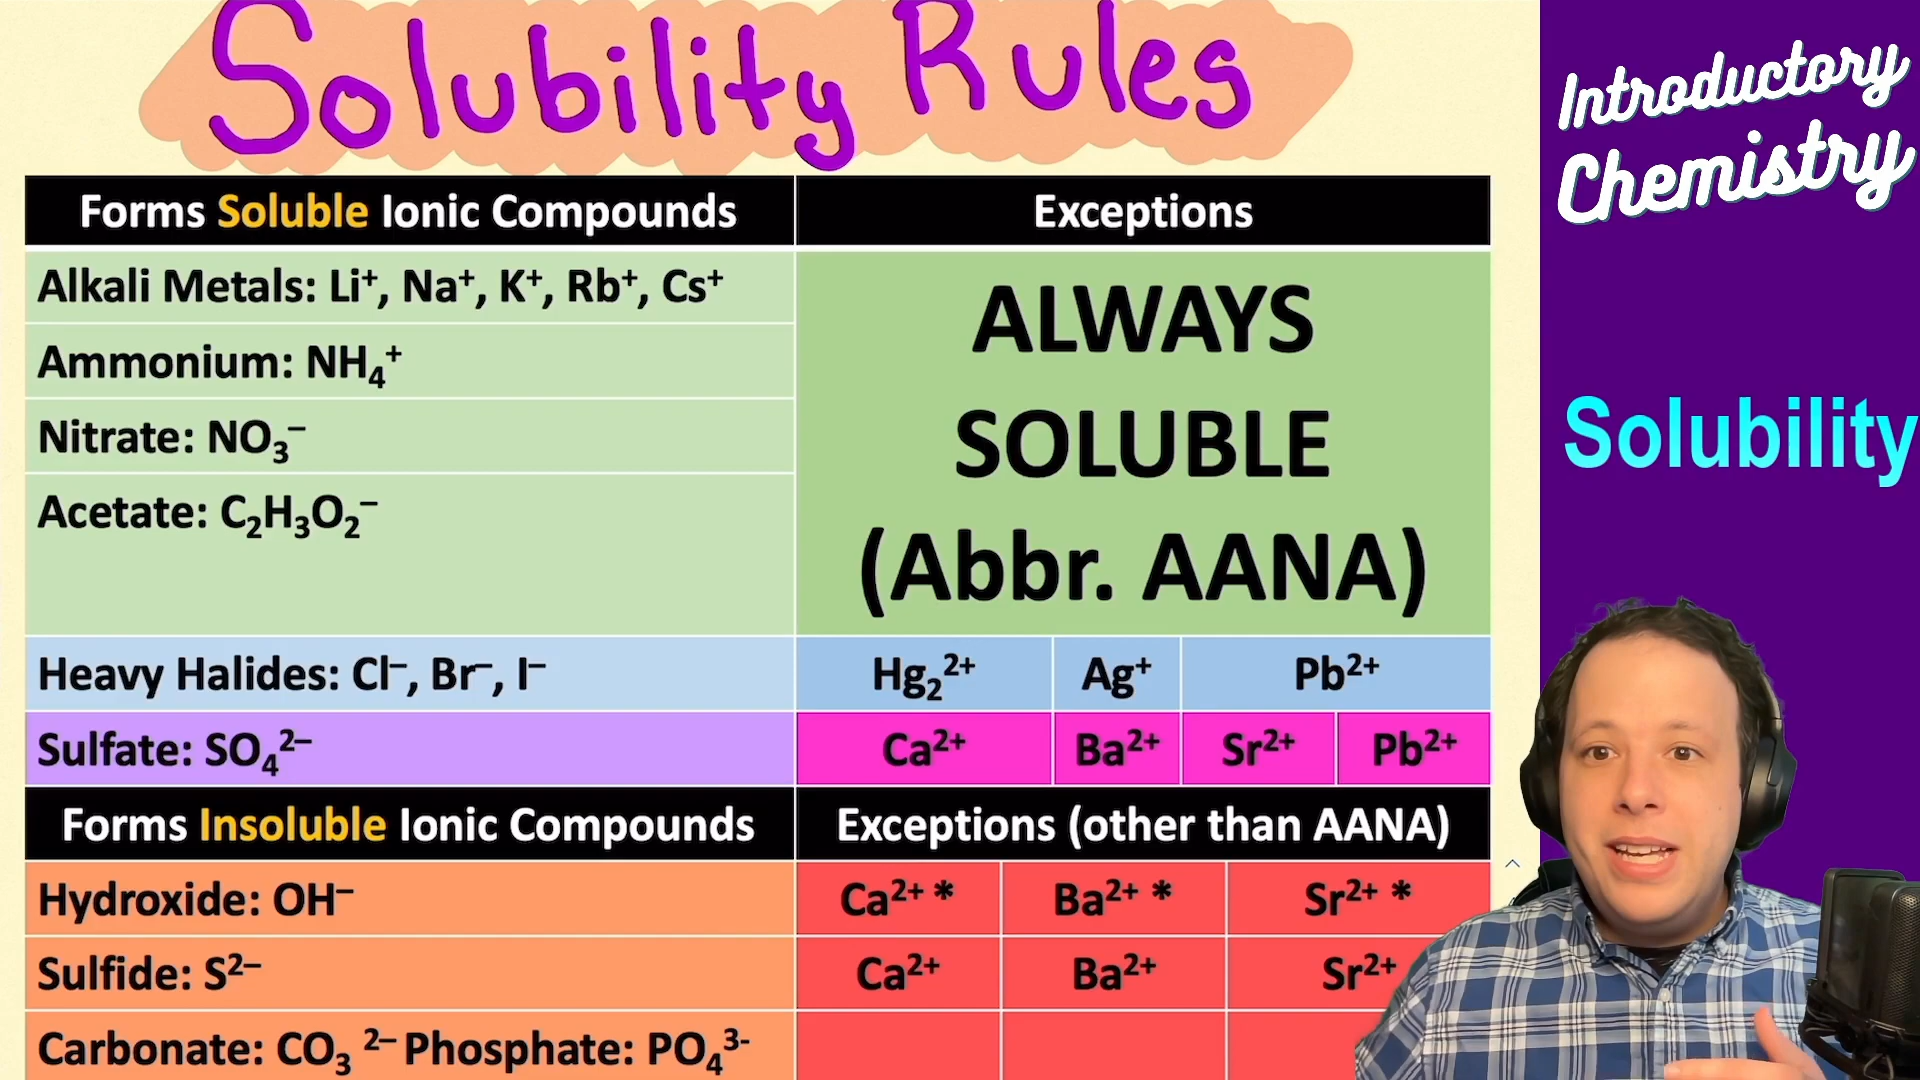 Solubility Rules
Forms Soluble Ionic Compounds Exceptions
Alkali Metals: Li⁺, Na⁺, K⁺, Rb⁺, Cs⁺
Ammonium: NH₄⁺
Nitrate: NO₃⁻
Acetate: C₂H₃O₂⁻
ALWAYS
SOLUBLE
(Abbr. AANA)
Heavy Halides: Cl⁻, Br⁻, I⁻ Hg₂²⁺ Ag⁺ Pb²⁺
Sulfate: SO₄²⁻ Ca²⁺ Ba²⁺ Sr²⁺ Pb²⁺
Forms Insoluble Ionic Compounds Exceptions (other than AANA)
Hydroxide: OH⁻ Ca²⁺ * Ba²⁺ * Sr²⁺ *
Sulfide: S²⁻ Ca²⁺ Ba²⁺ Sr²⁺
Carbonate: CO₃ ²⁻ Phosphate: PO₄³⁻
Introductory
Chemistry
Solubility